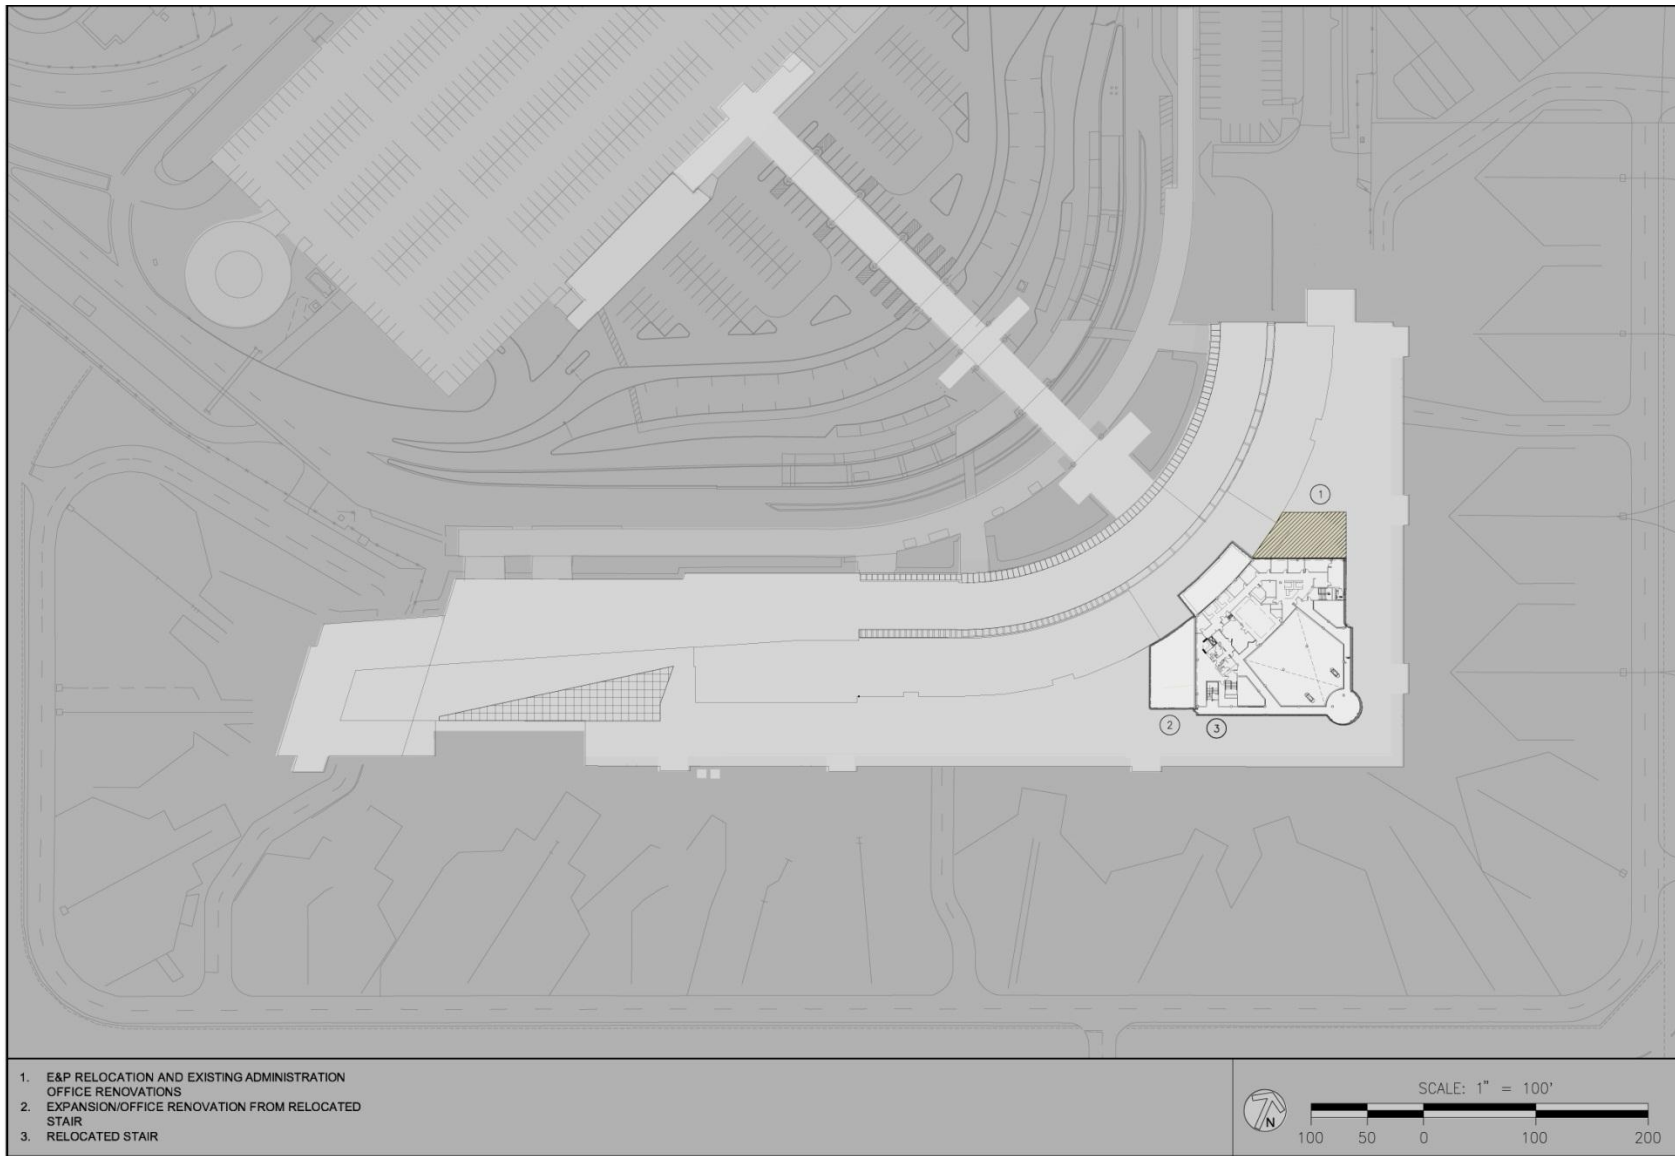 1
2
3
1. E&P RELOCATION AND EXISTING ADMINISTRATION
OFFICE RENOVATIONS
2. EXPANSION/OFFICE RENOVATION FROM RELOCATED
STAIR
3. RELOCATED STAIR
N
SCALE: 1" = 100'
100 50 0 100 200